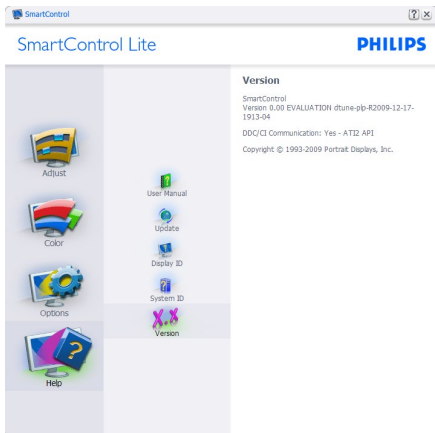 SmartControl
SmartControl Lite
PHILIPS
Adjust
Color
Options
Help
User Manual
Update
Display ID
System ID
Version
Version
SmartControl
Version 0.00 EVALUATION dtune-plp-R2009-12-17-
1913-04
DDC/CI Communication: Yes - ATI2 API
Copyright © 1993-2009 Portrait Displays, Inc.